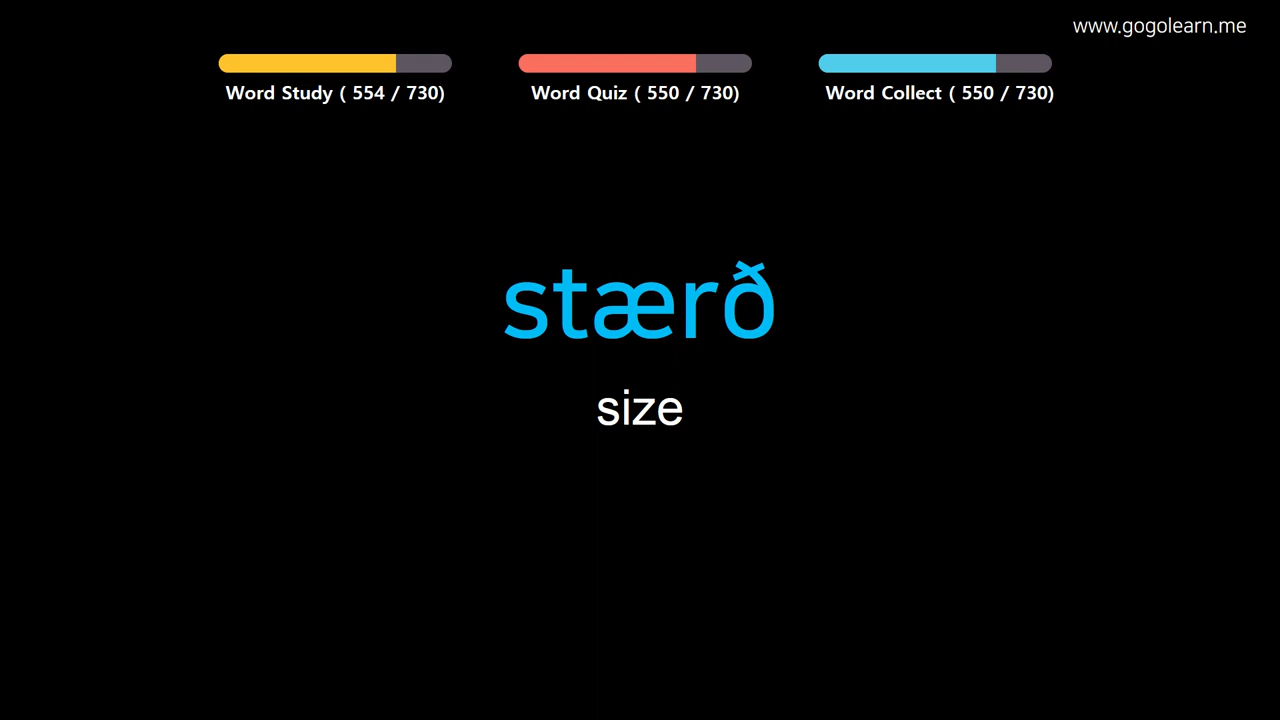 www.gogolearn.me
Word Study ( 554 / 730)
Word Quiz ( 550 / 730)
Word Collect ( 550 / 730)
stærð
size